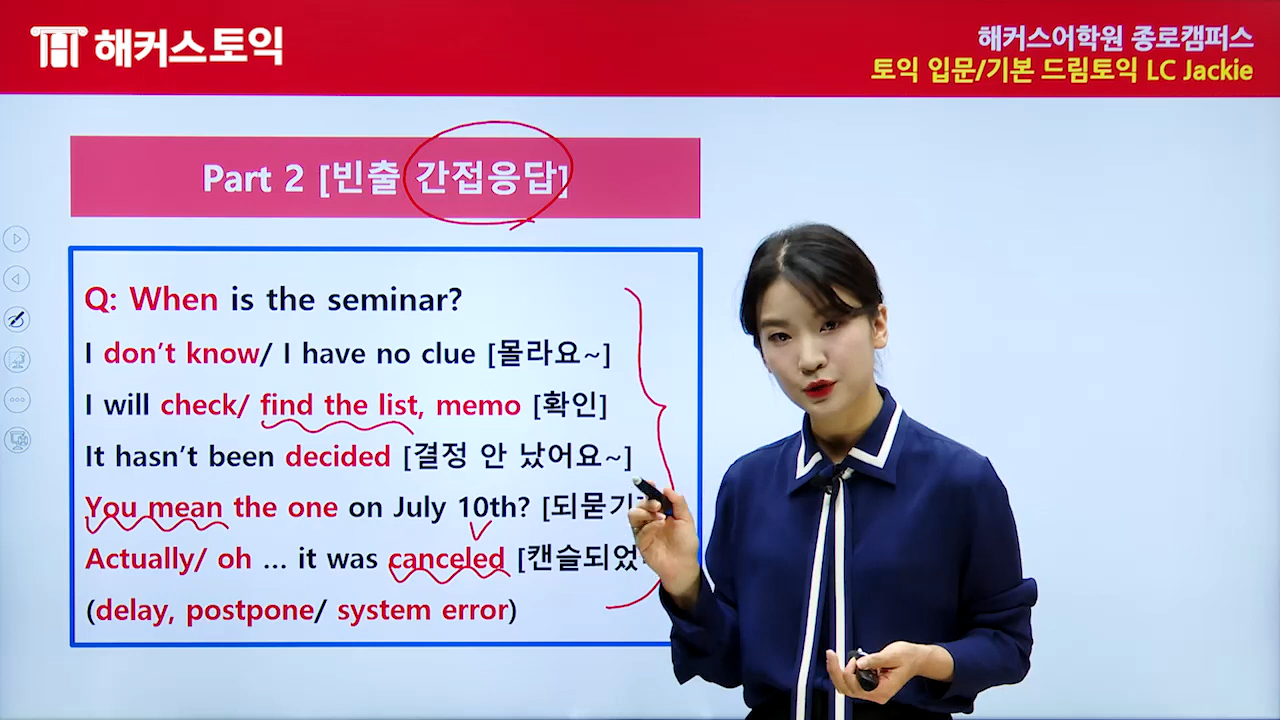 해커스토익
해커스어학원 종로캠퍼스
토익 입문/기본 드림토익 LC Jackie
Part 2 [빈출 간접응답]
Q: When is the seminar?
I don't know/ I have no clue [몰라요~]
I will check/ find the list, memo [확인]
It hasn't been decided [결정 안 났어요~]
You mean the one on July 10th? [되묻기
Actually/ oh ... it was canceled [캔슬되었
(delay, postpone/ system error)